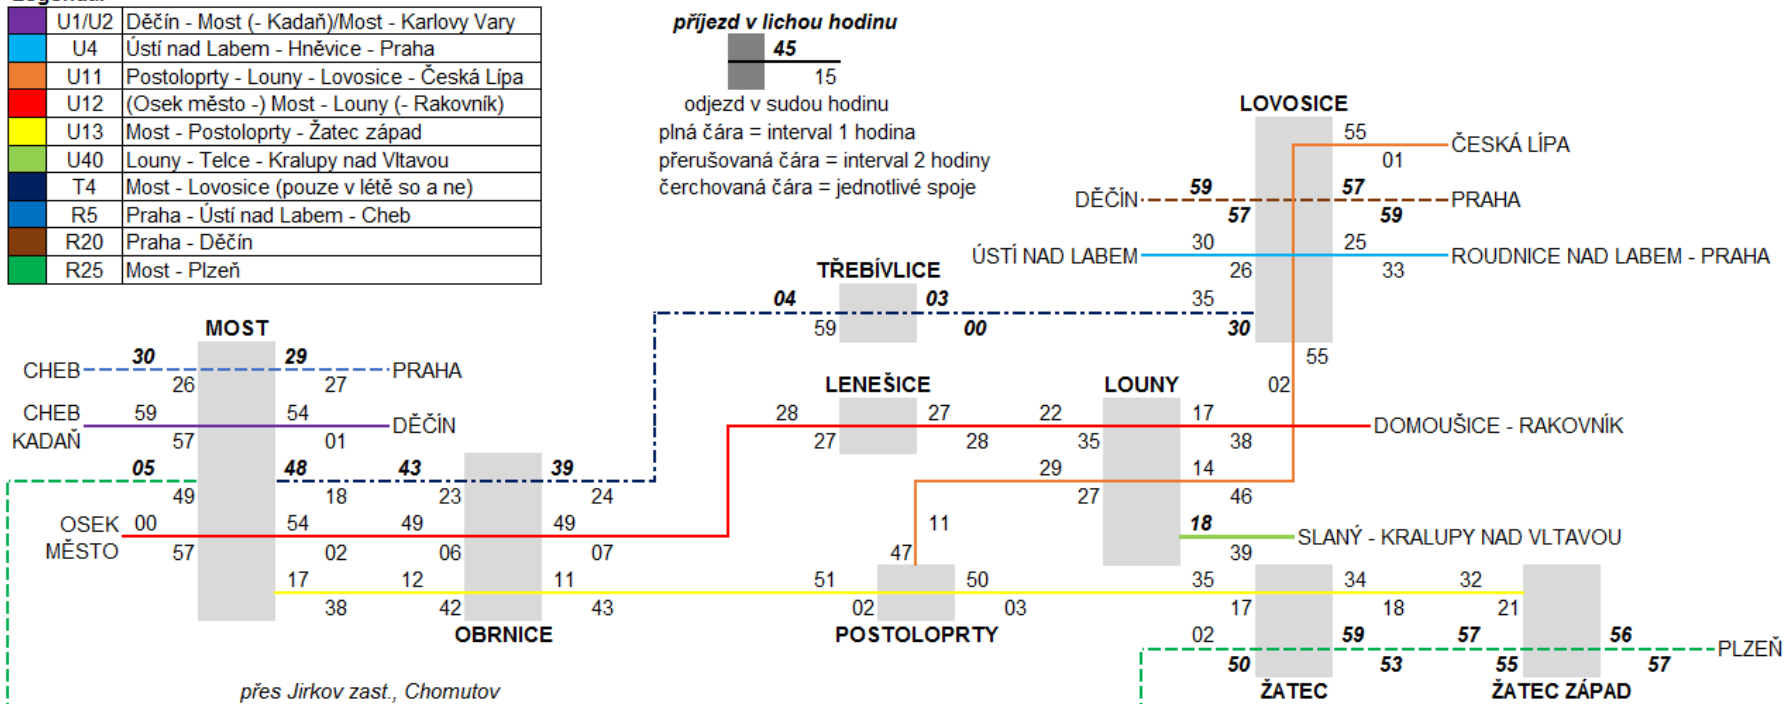 Legenda:
U1/U2 Děčín - Most (- Kadaň)/Most - Karlovy Vary
U4 Ústí nad Labem - Hněvice - Praha
U11 Postoloprty - Louny - Lovosice - Česká Lípa
U12 (Osek město -) Most - Louny (- Rakovník)
U13 Most - Postoloprty - Žatec západ
U40 Louny - Telce - Kralupy nad Vltavou
T4 Most - Lovosice (pouze v létě so a ne)
R5 Praha - Ústí nad Labem - Cheb
R20 Praha - Děčín
R25 Most - Plzeň
příjezd v lichou hodinu
45
15
odjezd v sudou hodinu
plná čára = interval 1 hodina
přerušovaná čára = interval 2 hodiny
čerchovaná čára = jednotlivé spoje
LOVOSICE
55
01 ČESKÁ LÍPA
DĚČÍN 59 57 PRAHA
57 59
ÚSTÍ NAD LABEM 30 25 ROUDNICE NAD LABEM - PRAHA
26 33
TŘEBÍVLICE
04 03 35
59 00 30
55
02
MOST
CHEB 30 29 PRAHA
26 27
CHEB 59 54 DĚČÍN
KADAŇ 57 01
LENEŠICE LOUNY
28 27 22 17 DOMOUŠICE - RAKOVNÍK
27 28 35 38
05 48 43 39
49 18 23 24
29 14
27 46
OSEK 00 54 49 49
MĚSTO 57 02 06 07
11
47
18 SLANÝ - KRALUPY NAD VLTAVOU
39
17 12 11 51 50 35 34 32
38 42 43 02 03 17 18 21
OBRNICE POSTOLOPRTY
02 59 57 56 PLZEŇ
50 53 55 57
přes Jirkov zast., Chomutov
ŽATEC ŽATEC ZÁPAD